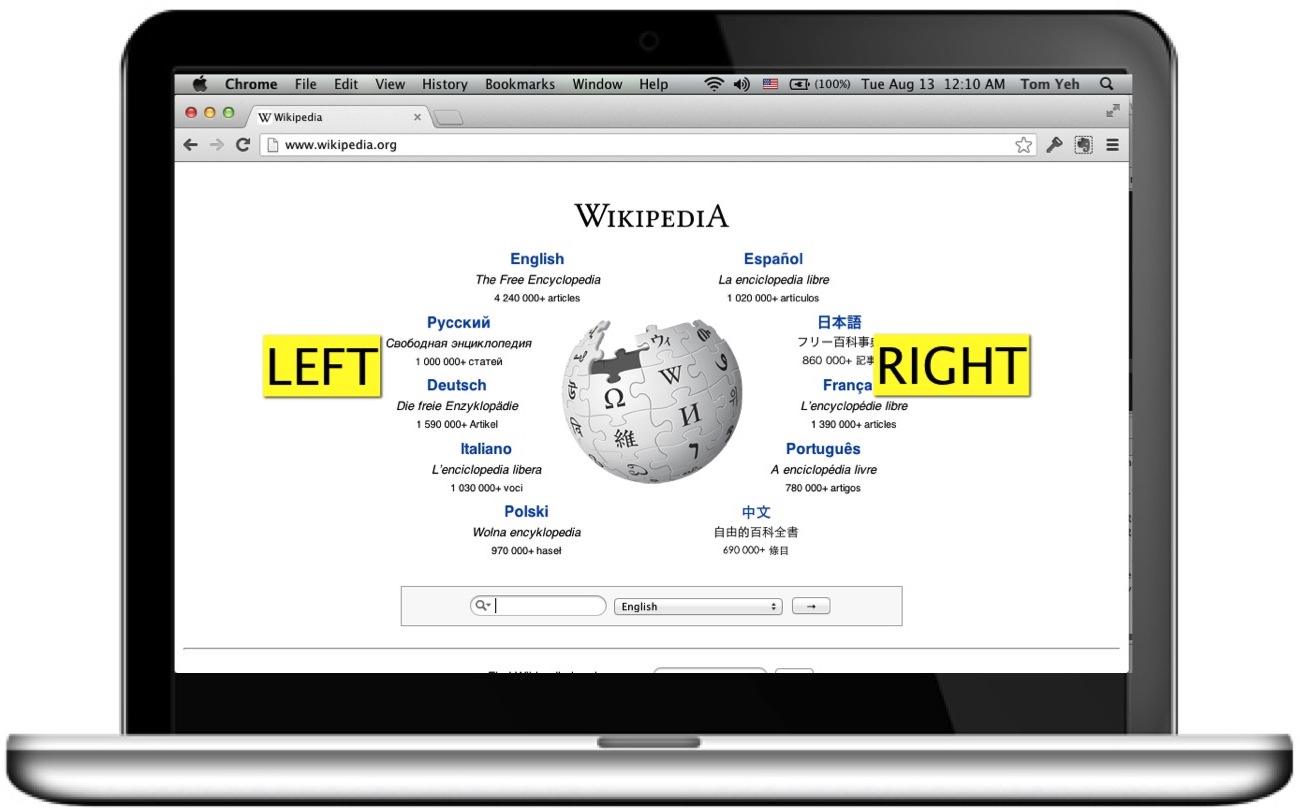 Chrome File Edit View History Bookmarks Window Help (100%) Tue Aug 13 12:10 AM Tom Yeh
W Wikipedia
www.wikipedia.org
WIKIPEDIA
English
The Free Encyclopedia
4 240 000+ articles
Español
La enciclopedia libre
1 020 000+ artículos
Русский
Свободная энциклопедия
1 000 000+ статей
日本語
フリー百科事
860 000+ 記
LEFT
RIGHT
Deutsch
Die freie Enzyklopädie
1 590 000+ Artikel
França
L'encyclopédie libre
1 390 000+ articles
Italiano
L'enciclopedia libera
1 030 000+ voci
Português
A enciclopédia livre
780 000+ artigos
Polski
Wolna encyklopedia
970 000+ haseł
中文
自由的百科全書
690 000+ 條目
Ω W И 維 ウィ 7
English →